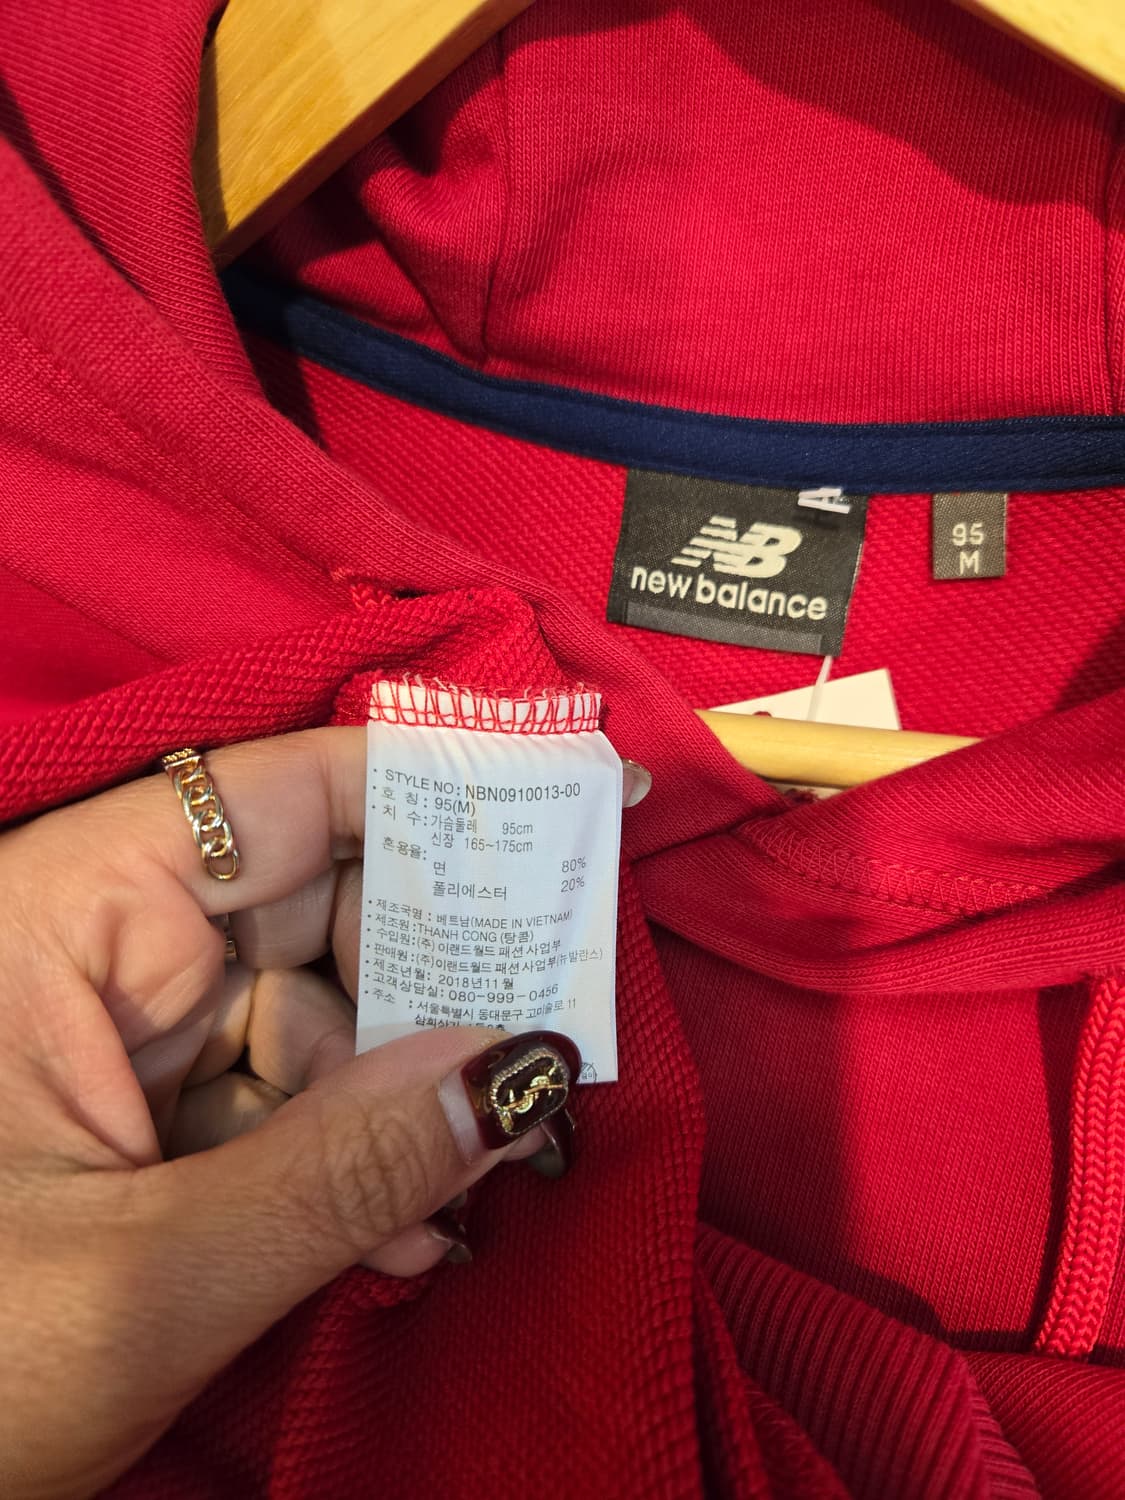 NB
new balance
95
M
STYLE NO : NBN0910013-00
호 칭 : 95(M)
치 수 : 가슴둘레 95cm
신장 165~175cm
혼용율 :
면 80%
폴리에스터 20%
제조국명 : 베트남(MADE IN VIETNAM)
제조원 : THANH CONG (탕콤)
수입원 : (주) 이랜드월드 패션 사업부
판매원 : (주)이랜드월드 패션 사업부(뉴발란스)
제조년월 : 2018년11월
고객상담실 : 080-999-0456
주소 : 서울특별시 동대문구 고미술로 11